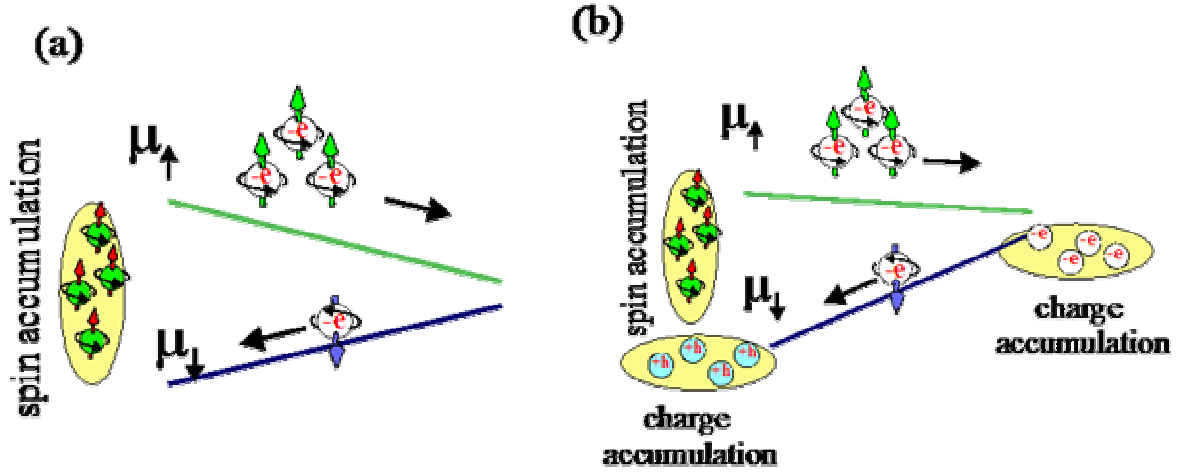 (a)
spin accumulation
μ↑
-e
-e
-e
-e
μ↓
(b)
spin accumulation
μ↑
-e
-e
-e
-e
μ↓
-e
-e
-e
-e
charge
accumulation
+h
+h
+h
+h
charge
accumulation